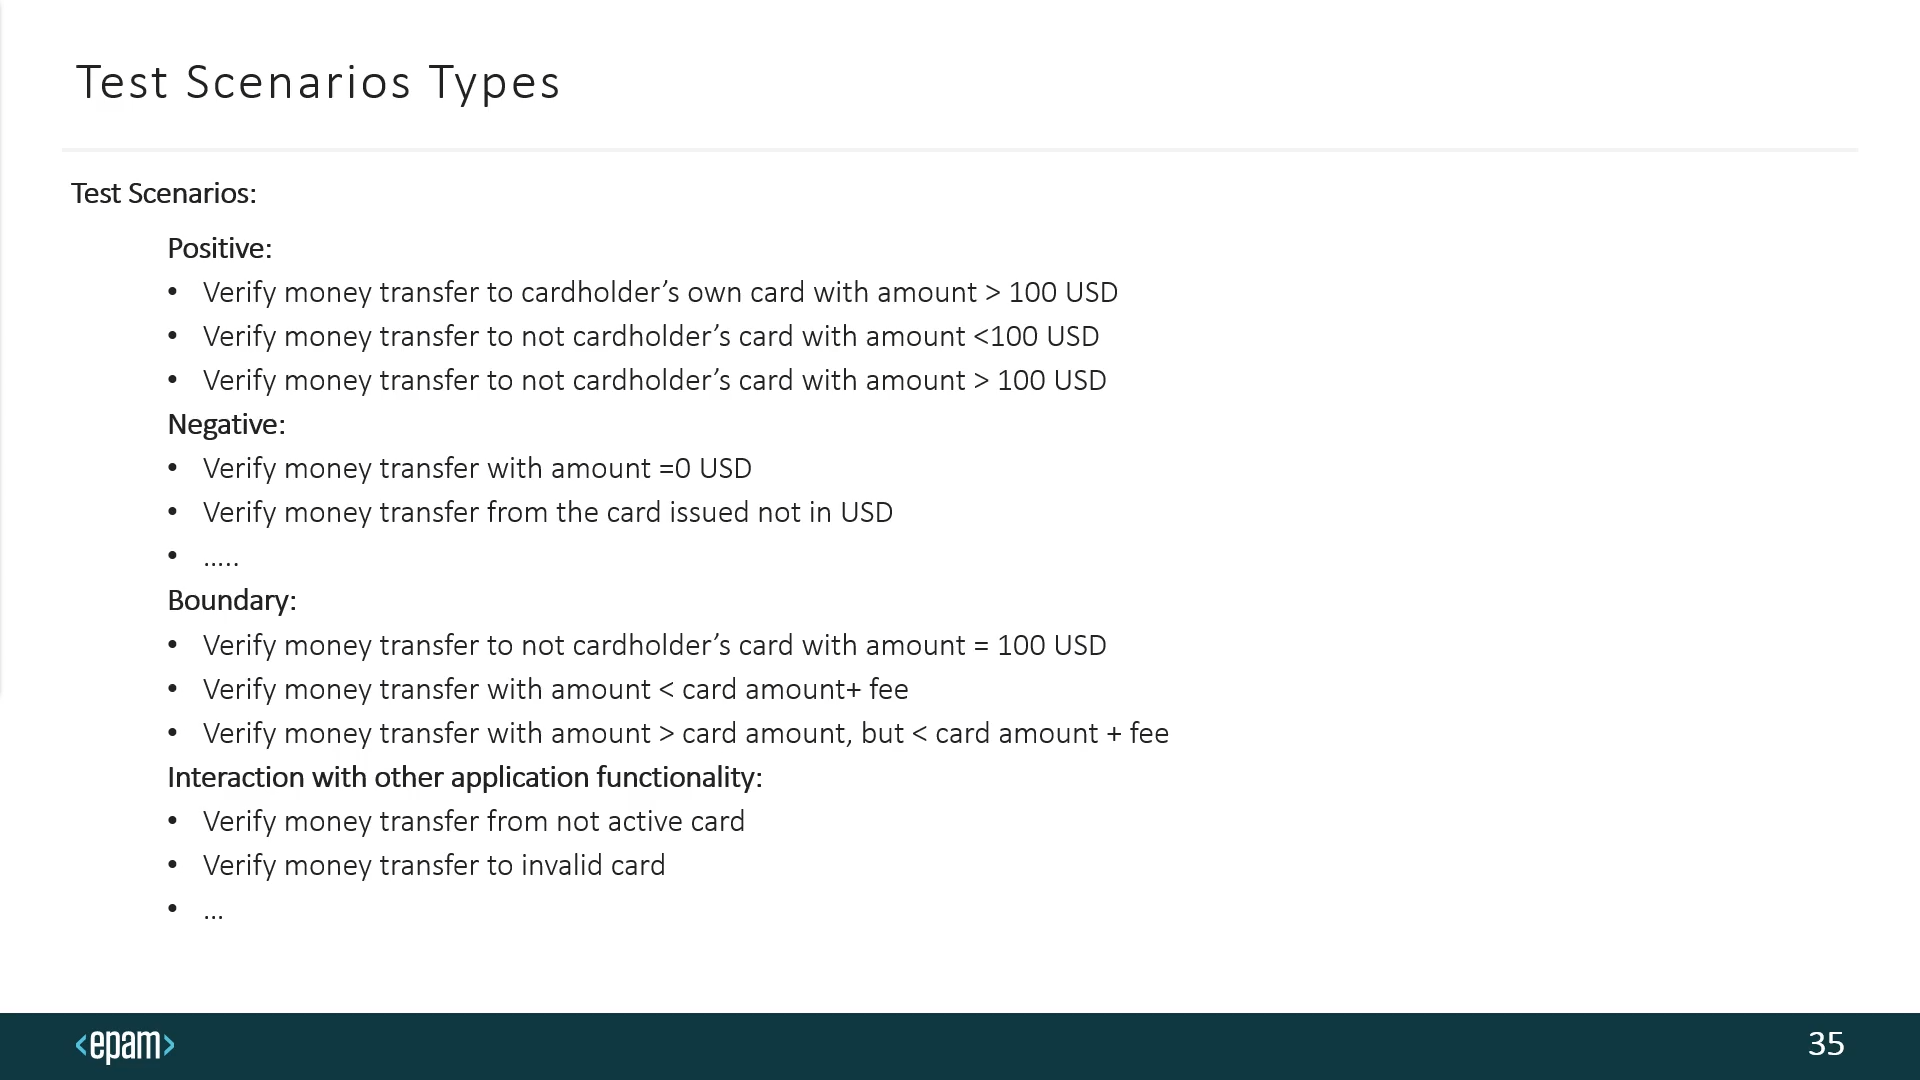 Test Scenarios Types
Test Scenarios:
Positive:
• Verify money transfer to cardholder’s own card with amount > 100 USD
• Verify money transfer to not cardholder’s card with amount <100 USD
• Verify money transfer to not cardholder’s card with amount > 100 USD
Negative:
• Verify money transfer with amount =0 USD
• Verify money transfer from the card issued not in USD
• …..
Boundary:
• Verify money transfer to not cardholder’s card with amount = 100 USD
• Verify money transfer with amount < card amount+ fee
• Verify money transfer with amount > card amount, but < card amount + fee
Interaction with other application functionality:
• Verify money transfer from not active card
• Verify money transfer to invalid card
• …
<epam>
35